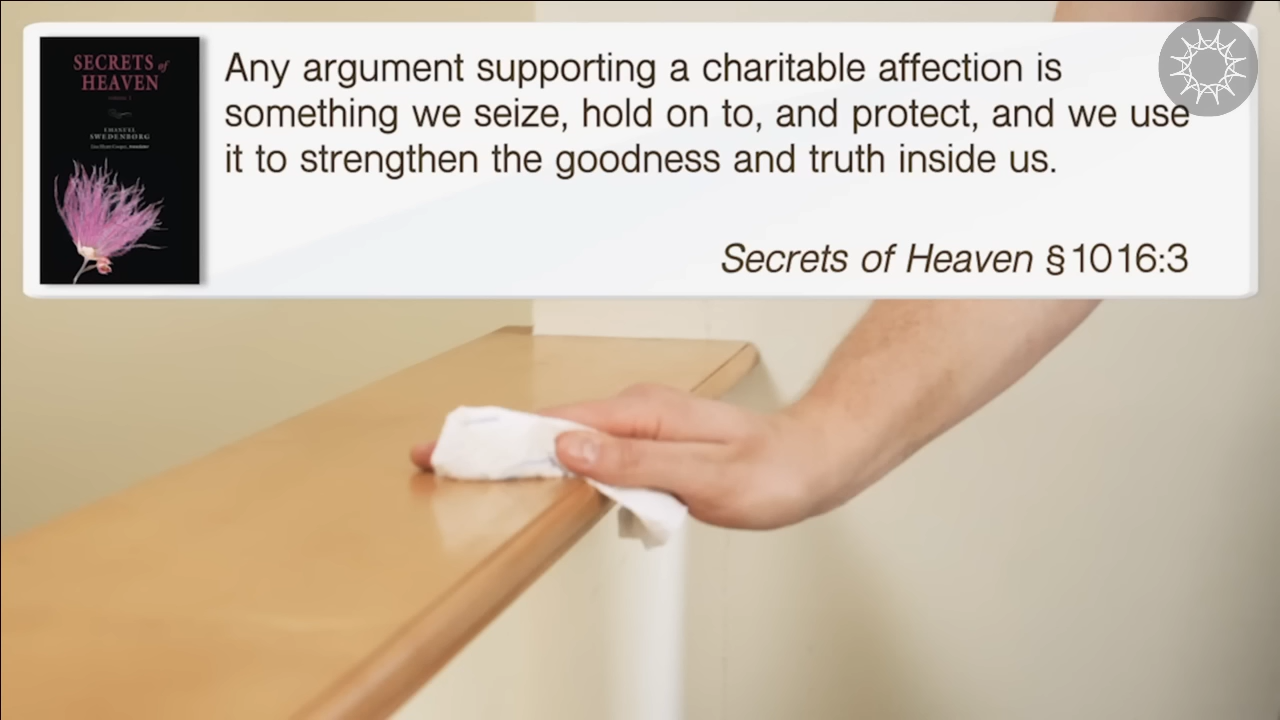 SECRETS of
HEAVEN
EMANUEL
SWEDENBORG
Any argument supporting a charitable affection is
something we seize, hold on to, and protect, and we use
it to strengthen the goodness and truth inside us.
Secrets of Heaven §1016:3